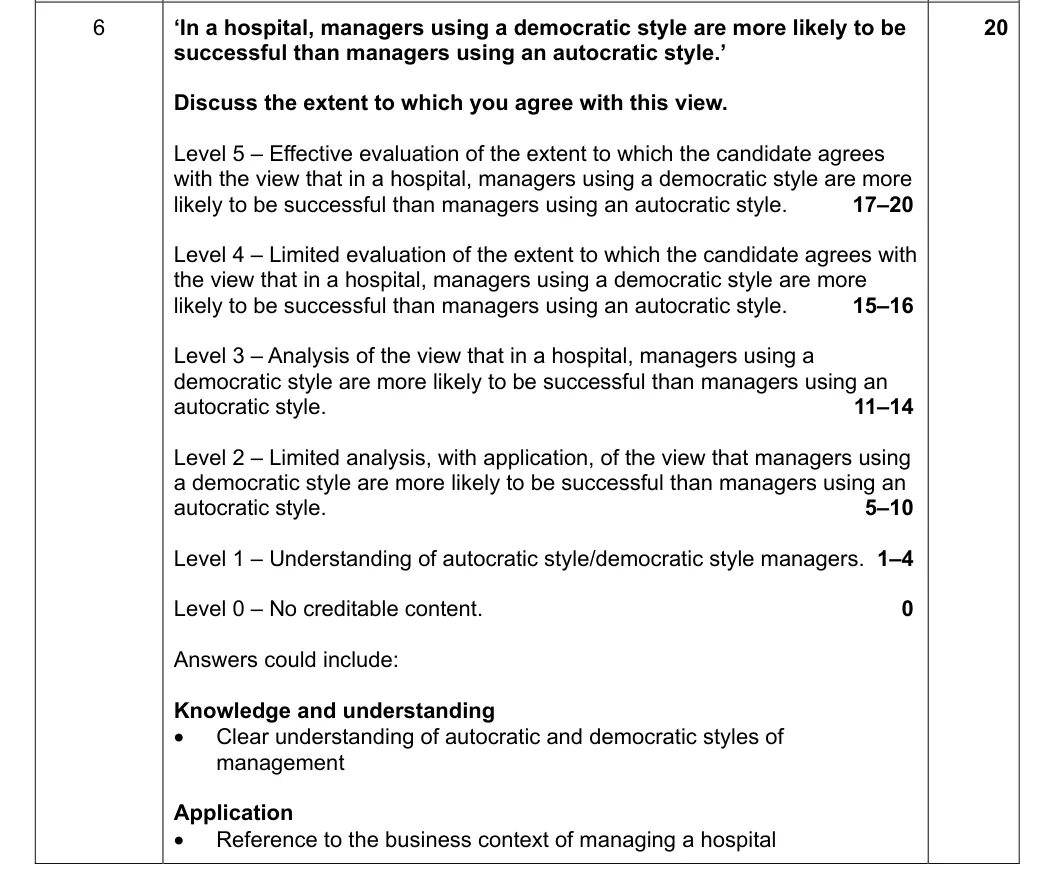 6
‘In a hospital, managers using a democratic style are more likely to be
successful than managers using an autocratic style.’
20
Discuss the extent to which you agree with this view.
Level 5 – Effective evaluation of the extent to which the candidate agrees
with the view that in a hospital, managers using a democratic style are more
likely to be successful than managers using an autocratic style. 17–20
Level 4 – Limited evaluation of the extent to which the candidate agrees with
the view that in a hospital, managers using a democratic style are more
likely to be successful than managers using an autocratic style. 15–16
Level 3 – Analysis of the view that in a hospital, managers using a
democratic style are more likely to be successful than managers using an
autocratic style. 11–14
Level 2 – Limited analysis, with application, of the view that managers using
a democratic style are more likely to be successful than managers using an
autocratic style. 5–10
Level 1 – Understanding of autocratic style/democratic style managers. 1–4
Level 0 – No creditable content. 0
Answers could include:
Knowledge and understanding
• Clear understanding of autocratic and democratic styles of
management
Application
• Reference to the business context of managing a hospital